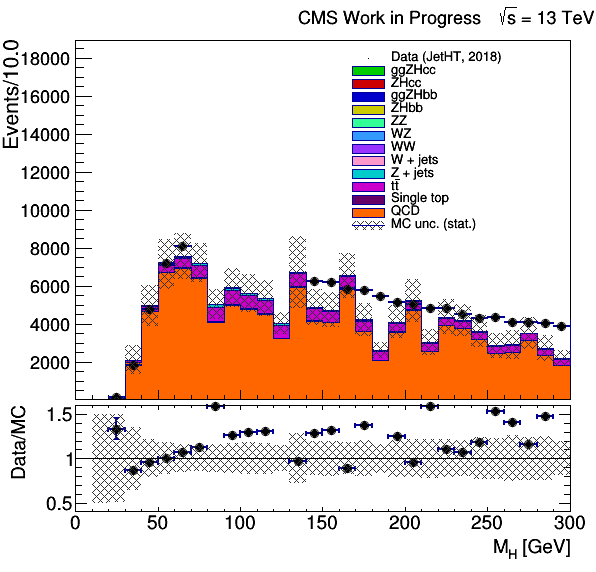 CMS Work in Progress √s = 13 TeV
Events/10.0
18000
16000
14000
12000
10000
8000
6000
4000
2000
Data (JetHT, 2018)
ggZHcc
ZHcc
ggZHbb
ZHbb
ZZ
WZ
WW
W + jets
Z + jets
tt̄
Single top
QCD
MC unc. (stat.)
Data/MC
1.5
1
0.5
0 50 100 150 200 250 300
M_H [GeV]